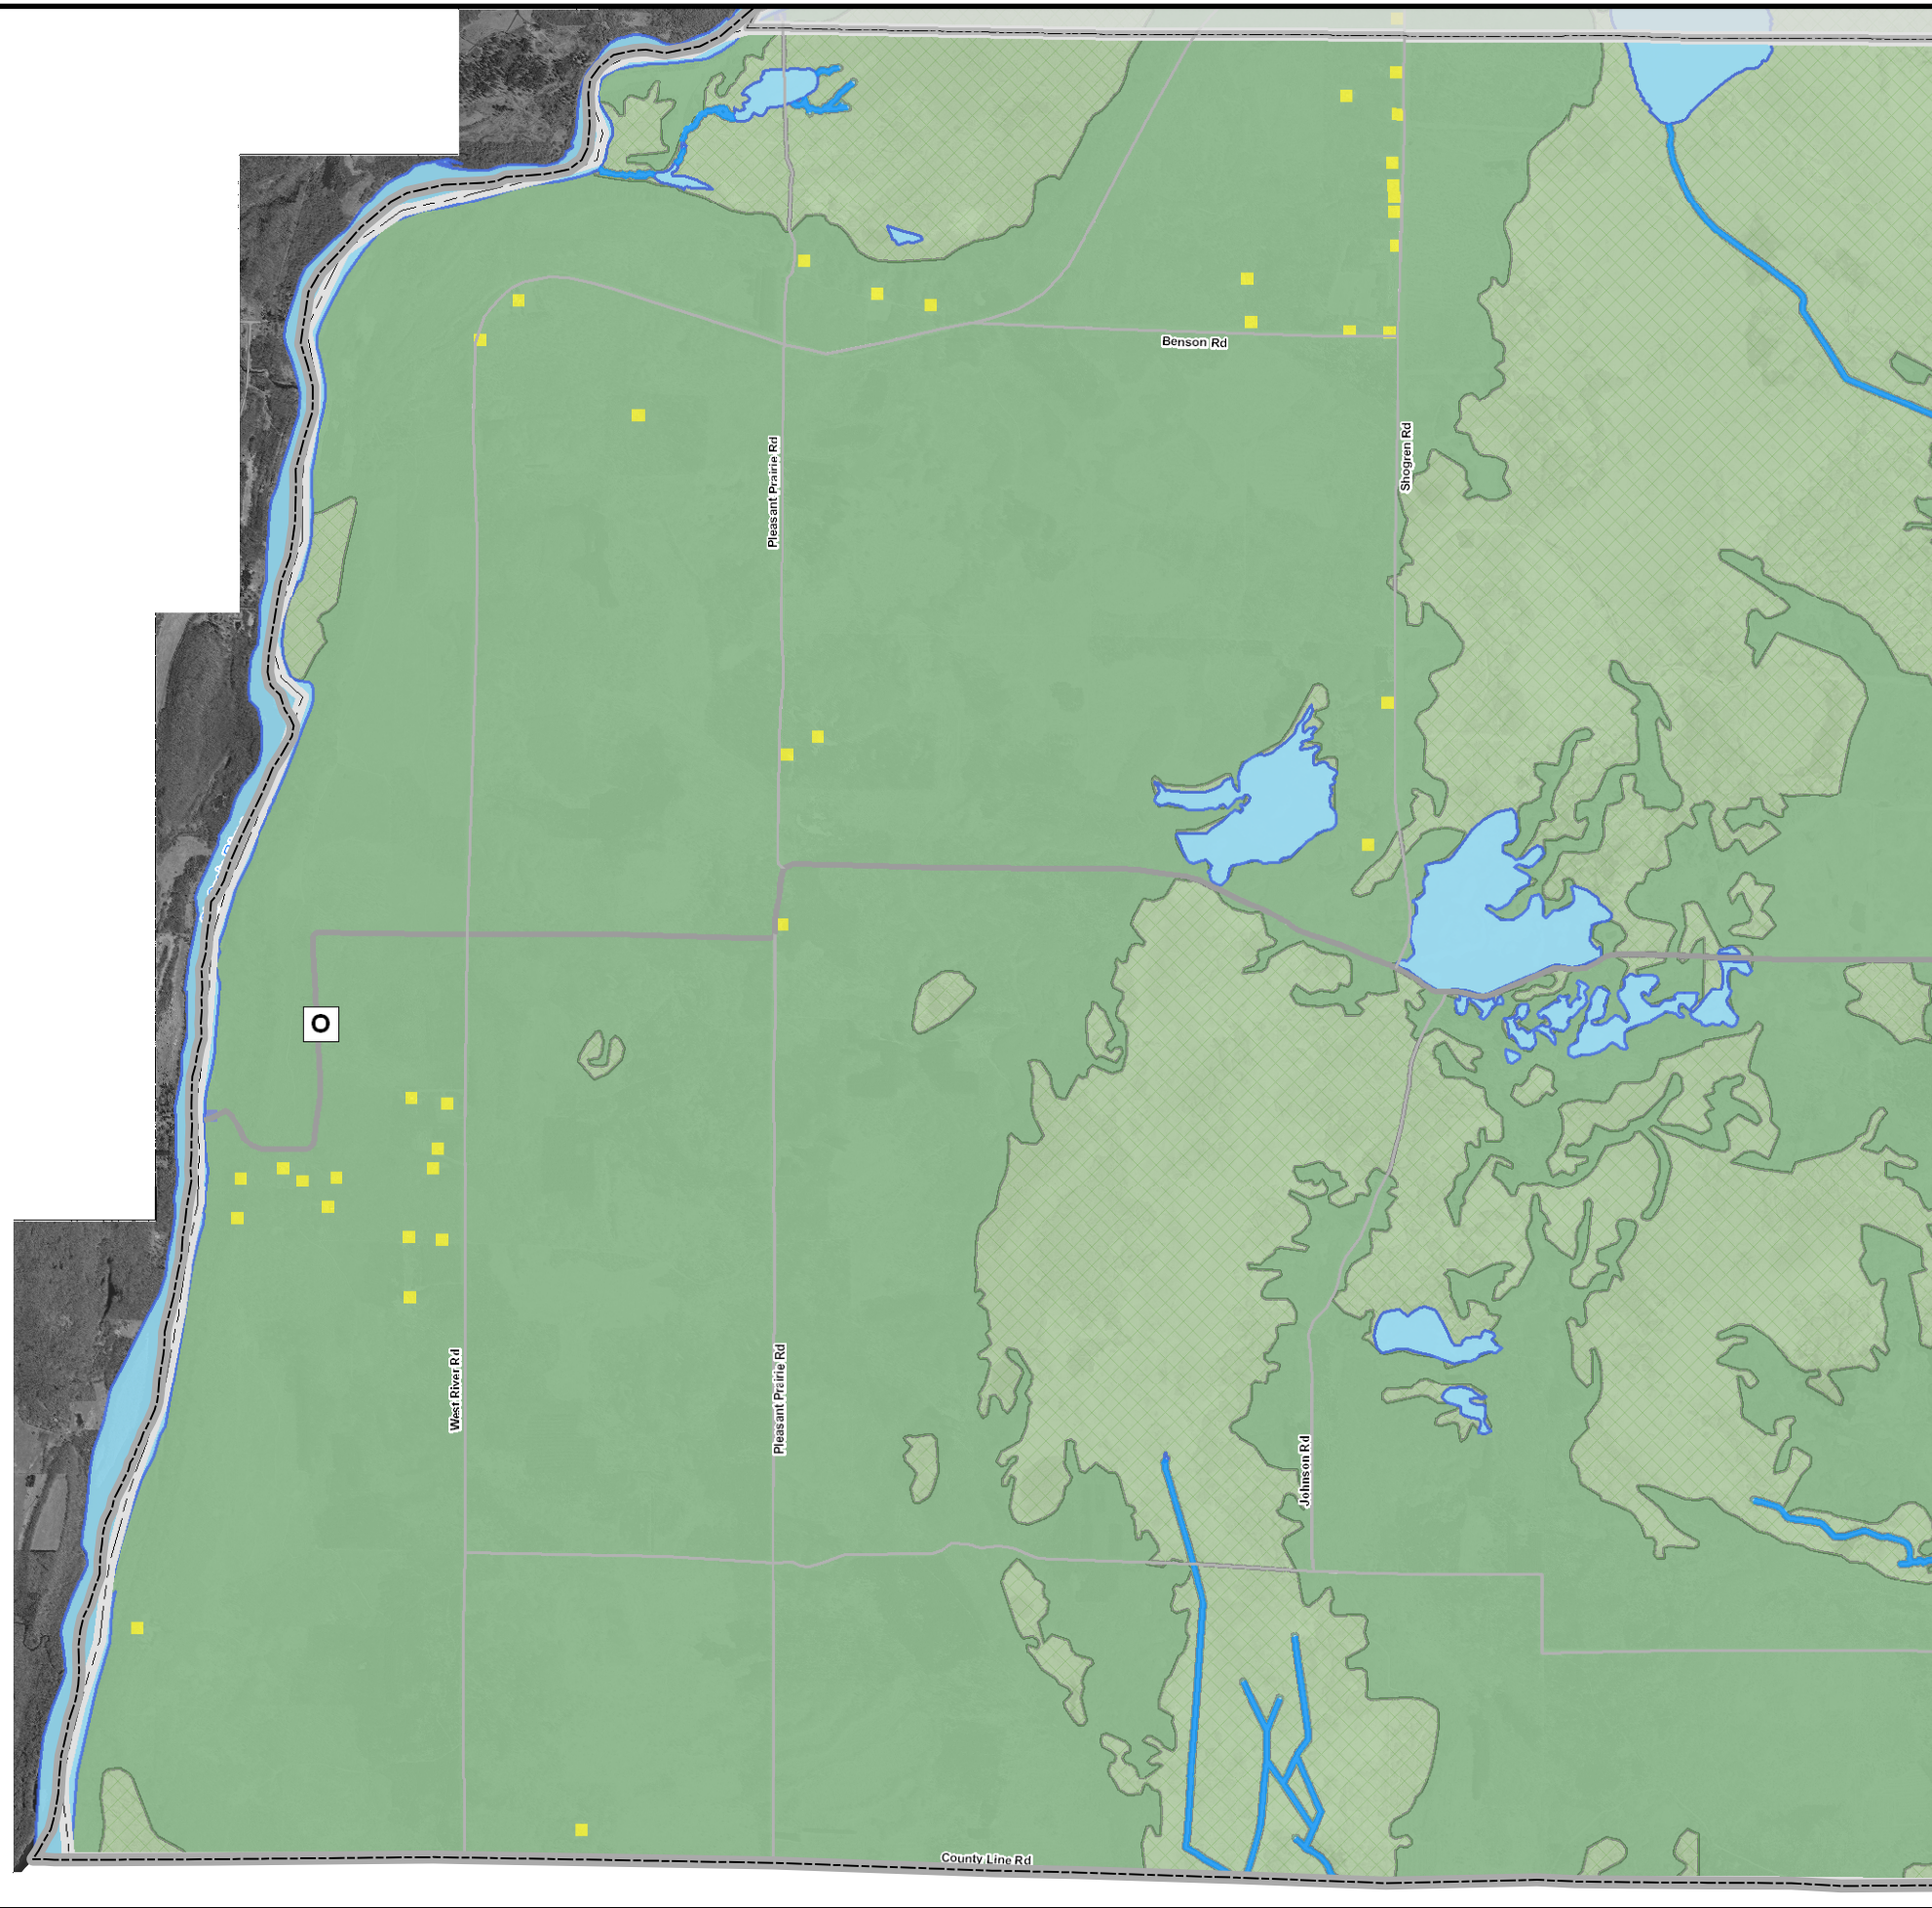 Benson Rd
Pleasant Prairie Rd
Shogren Rd
O
West River Rd
Pleasant Prairie Rd
Johnson Rd
County Line Rd